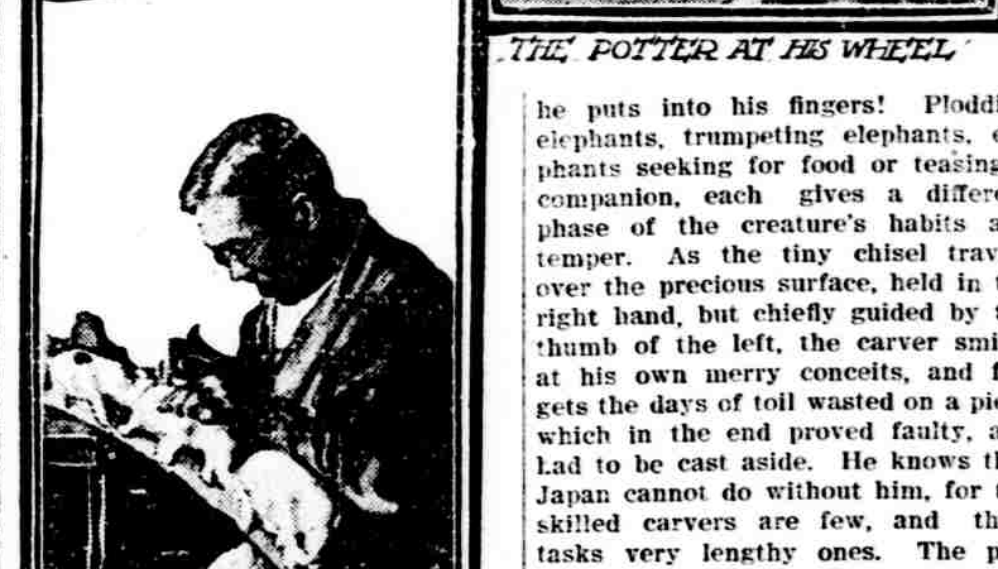 THE POTTER AT HIS WHEEL
he puts into his fingers! Ploddi
elephants, trumpeting elephants, e
phants seeking for food or teasing
companion, each gives a differe
phase of the creature's habits a
temper. As the tiny chisel trav
over the precious surface, held in t
right hand, but chiefly guided by t
thumb of the left, the carver smi
at his own merry conceits, and f
gets the days of toil wasted on a pie
which in the end proved faulty, a
had to be cast aside. He knows th
Japan cannot do without him, for t
skilled carvers are few, and th
tasks very lengthy ones. The p